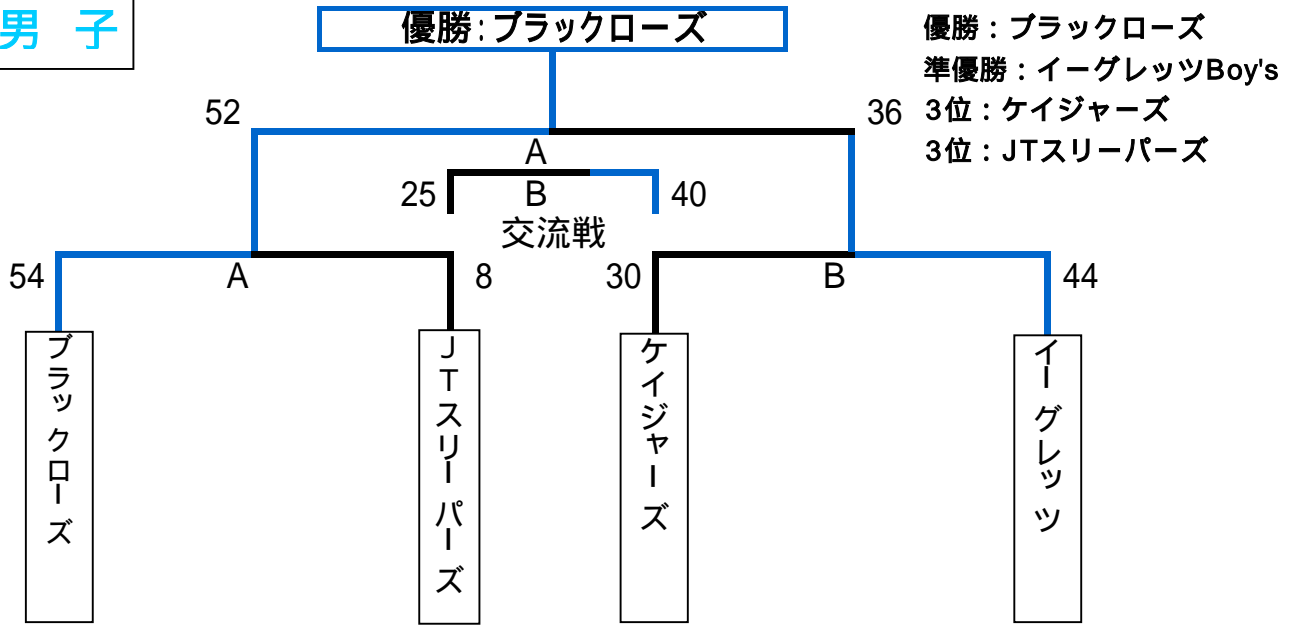 男 子
優勝:ブラックローズ
優勝：ブラックローズ
準優勝：イーグレッツBoy's
3位：ケイジャーズ
3位：JTスリーパーズ
52
36
A
25
B
40
交流戦
54
A
8
30
B
44
ブラックローズ
JTスリーパーズ
ケイジャーズ
イーグレッツ